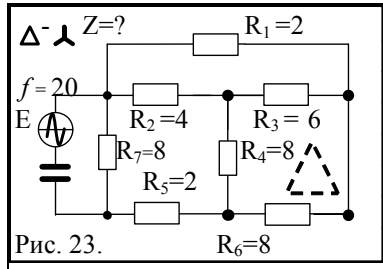 Δ- Z=? R₁=2
f=20
E R₂=4 R₃= 6
R₇=8 R₄=8
R₅=2
Рис. 23. R₆=8